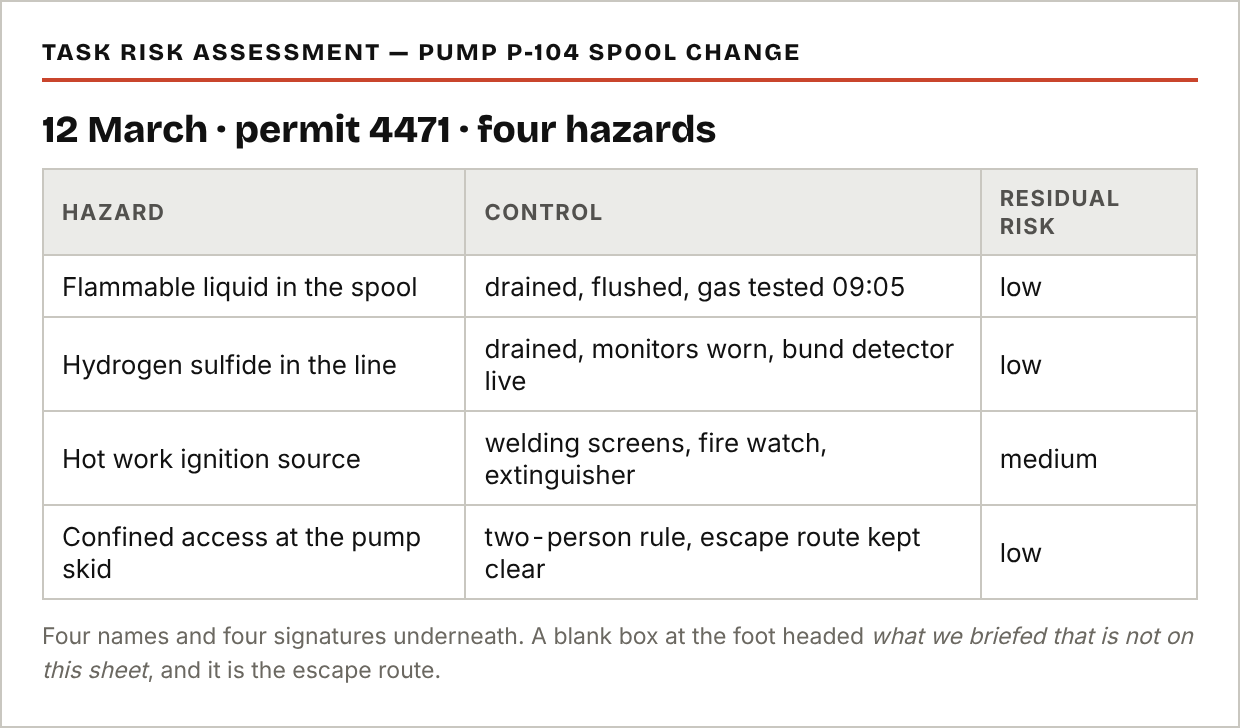 TASK RISK ASSESSMENT — PUMP P-104 SPOOL CHANGE
12 March · permit 4471 · four hazards
HAZARD
CONTROL
RESIDUAL
RISK
Flammable liquid in the spool
drained, flushed, gas tested 09:05
low
Hydrogen sulfide in the line
drained, monitors worn, bund detector
live
low
Hot work ignition source
welding screens, fire watch,
extinguisher
medium
Confined access at the pump
skid
two-person rule, escape route kept
clear
low
Four names and four signatures underneath. A blank box at the foot headed what we briefed that is not on
this sheet, and it is the escape route.